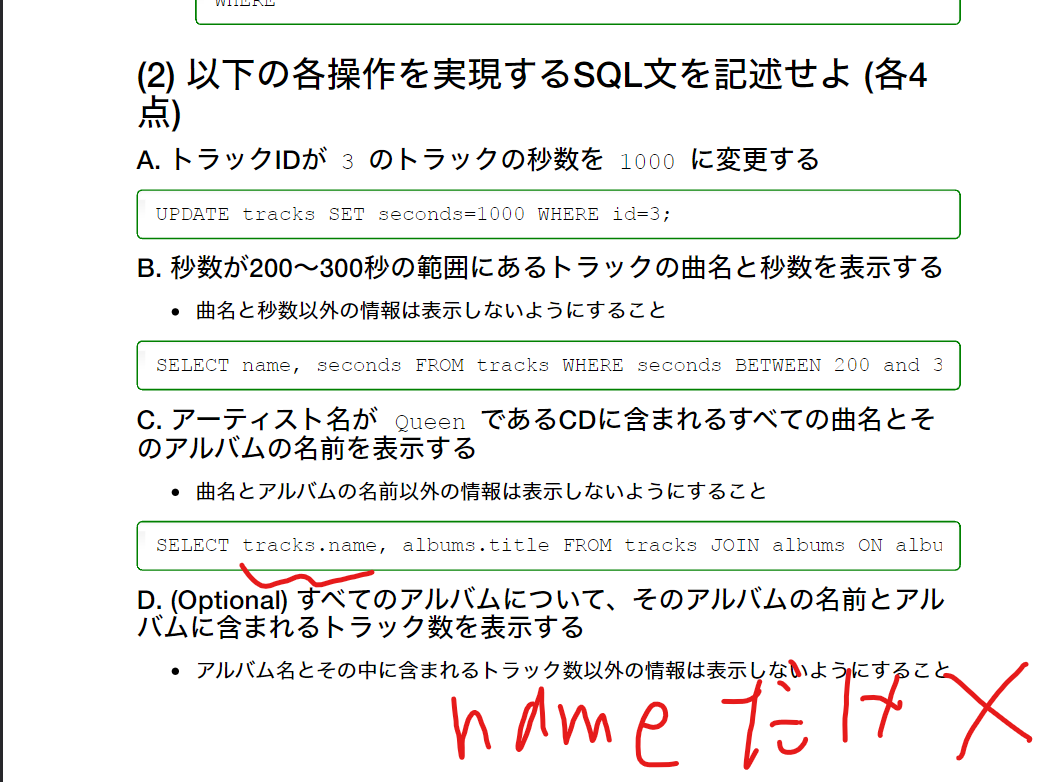 WHERE
(2) 以下の各操作を実現するSQL文を記述せよ (各4
点)
A. トラックIDが 3 のトラックの秒数を 1000 に変更する
UPDATE tracks SET seconds=1000 WHERE id=3;
B. 秒数が200〜300秒の範囲にあるトラックの曲名と秒数を表示する
• 曲名と秒数以外の情報は表示しないようにすること
SELECT name, seconds FROM tracks WHERE seconds BETWEEN 200 and 3
C. アーティスト名が Queen であるCDに含まれるすべての曲名とそ
のアルバムの名前を表示する
• 曲名とアルバムの名前以外の情報は表示しないようにすること
SELECT tracks.name, albums.title FROM tracks JOIN albums ON albu
D. (Optional) すべてのアルバムについて、そのアルバムの名前とアル
バムに含まれるトラック数を表示する
• アルバム名とその中に含まれるトラック数以外の情報は表示しないようにすること
name だけ ×